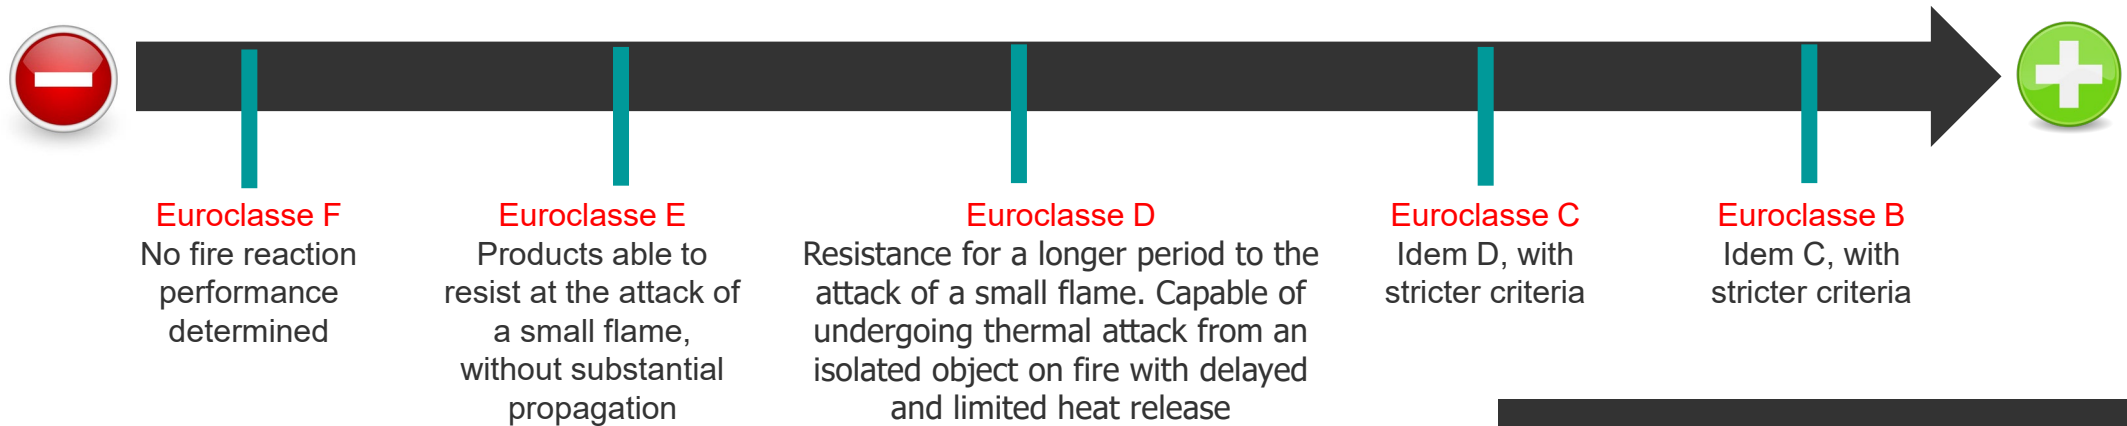 Euroclasse F
No fire reaction
performance
determined
Euroclasse E
Products able to
resist at the attack of
a small flame,
without substantial
propagation
Euroclasse D
Resistance for a longer period to the
attack of a small flame. Capable of
undergoing thermal attack from an
isolated object on fire with delayed
and limited heat release
Euroclasse C
Idem D, with
stricter criteria
Euroclasse B
Idem C, with
stricter criteria